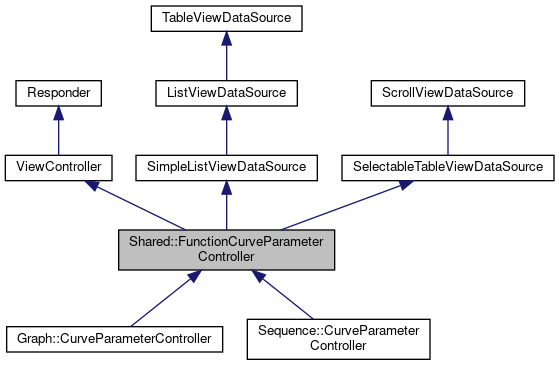 TableViewDataSource
Responder
ListViewDataSource
ScrollViewDataSource
ViewController
SimpleListViewDataSource
SelectableTableViewDataSource
Shared::FunctionCurveParameter
Controller
Graph::CurveParameterController
Sequence::CurveParameter
Controller